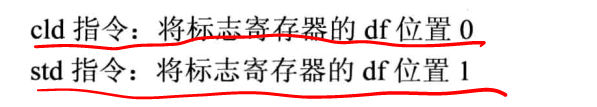 cld 指令：将标志寄存器的 df 位置 0
std 指令：将标志寄存器的 df 位置 1